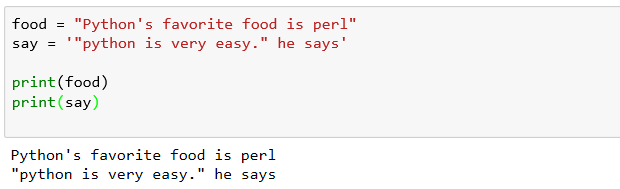 food = "Python's favorite food is perl"
say = '"python is very easy." he says'
print(food)
print(say)
Python's favorite food is perl
"python is very easy." he says